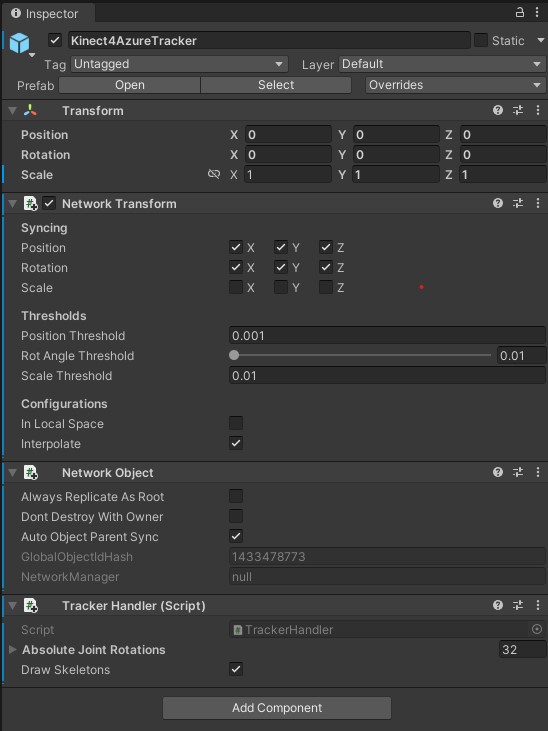 Inspector
Kinect4AzureTracker Static
Tag Untagged Layer Default
Prefab Open Select Overrides
Transform
Position X 0 Y 0 Z 0
Rotation X 0 Y 0 Z 0
Scale X 1 Y 1 Z 1
# Network Transform
Syncing
Position X Y Z
Rotation X Y Z
Scale X Y Z
Thresholds
Position Threshold 0.001
Rot Angle Threshold 0.01
Scale Threshold 0.01
Configurations
In Local Space
Interpolate
# Network Object
Always Replicate As Root
Dont Destroy With Owner
Auto Object Parent Sync
GlobalObjectIdHash 1433478773
NetworkManager null
# Tracker Handler (Script)
Script # TrackerHandler
Absolute Joint Rotations 32
Draw Skeletons
Add Component